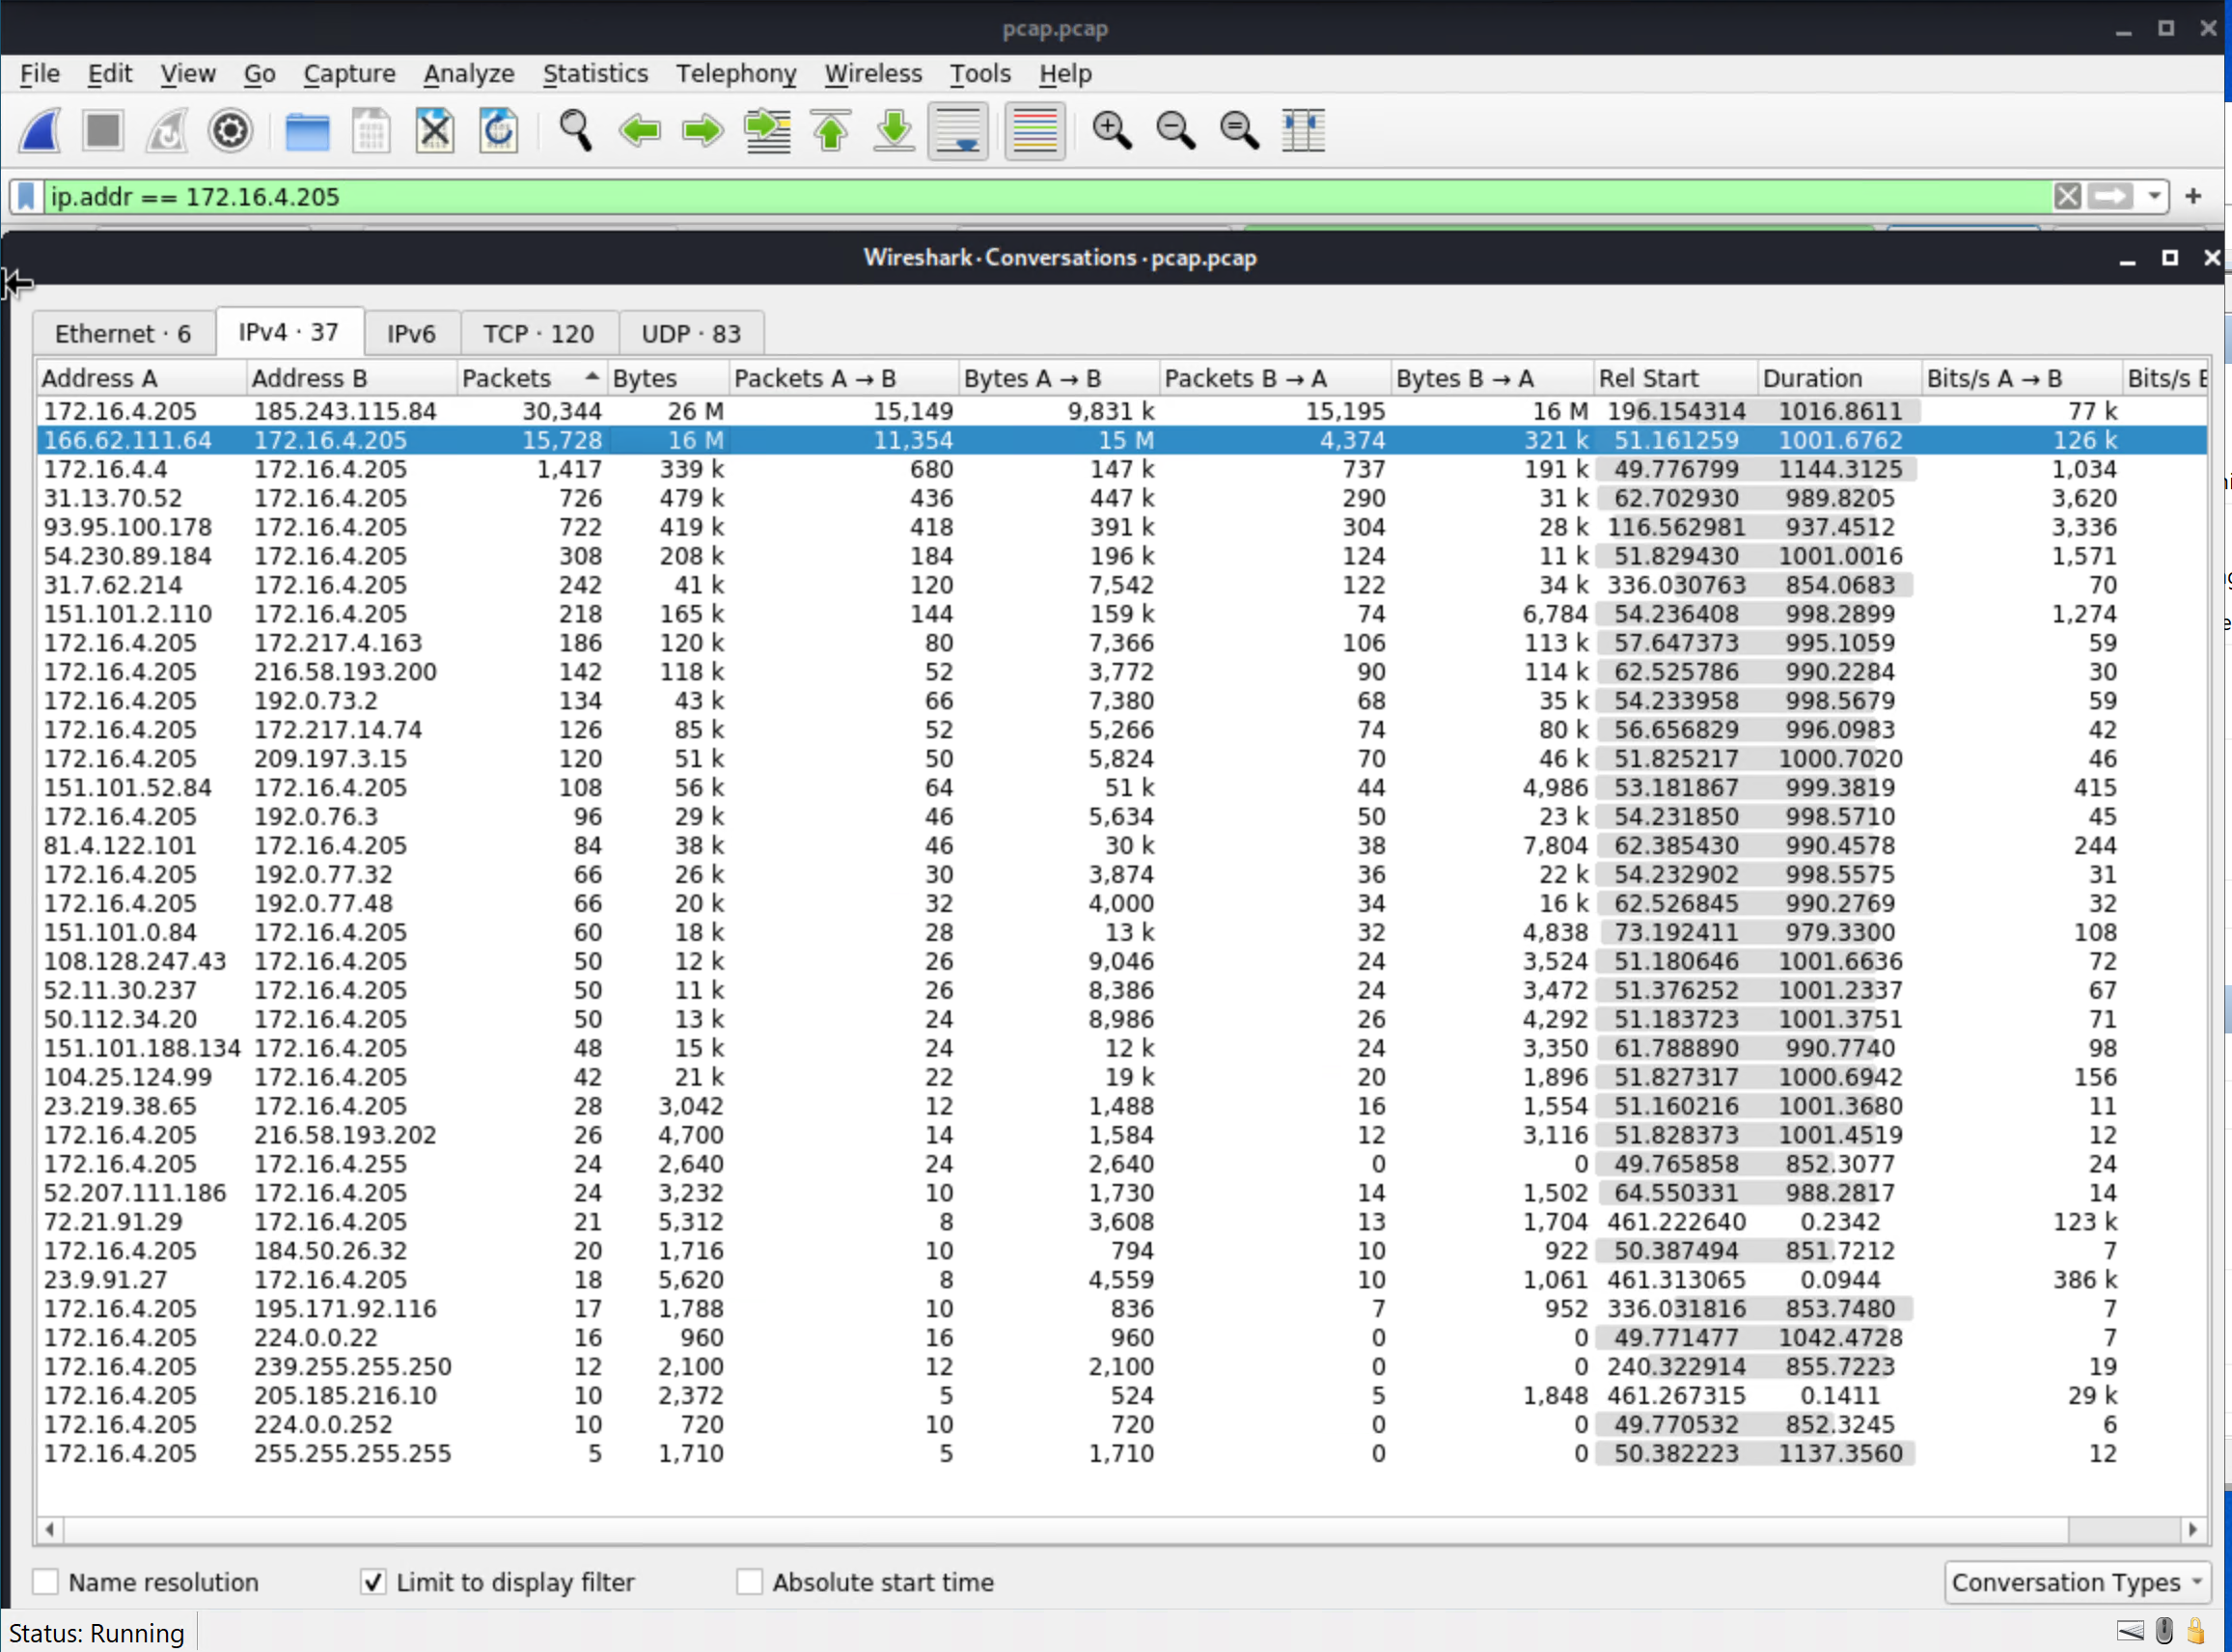 pcap.pcap
File Edit View Go Capture Analyze Statistics Telephony Wireless Tools Help
ip.addr == 172.16.4.205
Wireshark · Conversations · pcap.pcap
Ethernet · 6 IPv4 · 37 IPv6 TCP · 120 UDP · 83
Address A Address B Packets Bytes Packets A → B Bytes A → B Packets B → A Bytes B → A Rel Start Duration Bits/s A → B Bits/s
172.16.4.205 185.243.115.84 30,344 26 M 15,149 9,831 k 15,195 16 M 196.154314 1016.8611 77 k
166.62.111.64 172.16.4.205 15,728 16 M 11,354 15 M 4,374 321 k 51.161259 1001.6762 126 k
172.16.4.4 172.16.4.205 1,417 339 k 680 147 k 737 191 k 49.776799 1144.3125 1,034
31.13.70.52 172.16.4.205 726 479 k 436 447 k 290 31 k 62.702930 989.8205 3,620
93.95.100.178 172.16.4.205 722 419 k 418 391 k 304 28 k 116.562981 937.4512 3,336
54.230.89.184 172.16.4.205 308 208 k 184 196 k 124 11 k 51.829430 1001.0016 1,571
31.7.62.214 172.16.4.205 242 41 k 120 7,542 122 34 k 336.030763 854.0683 70
151.101.2.110 172.16.4.205 218 165 k 144 159 k 74 6,784 54.236408 998.2899 1,274
172.16.4.205 172.217.4.163 186 120 k 80 7,366 106 113 k 57.647373 995.1059 59
172.16.4.205 216.58.193.200 142 118 k 52 3,772 90 114 k 62.525786 990.2284 30
172.16.4.205 192.0.73.2 134 43 k 66 7,380 68 35 k 54.233958 998.5679 59
172.16.4.205 172.217.14.74 126 85 k 52 5,266 74 80 k 56.656829 996.0983 42
172.16.4.205 209.197.3.15 120 51 k 50 5,824 70 46 k 51.825217 1000.7020 46
151.101.52.84 172.16.4.205 108 56 k 64 51 k 44 4,986 53.181867 999.3819 415
172.16.4.205 192.0.76.3 96 29 k 46 5,634 50 23 k 54.231850 998.5710 45
81.4.122.101 172.16.4.205 84 38 k 46 30 k 38 7,804 62.385430 990.4578 244
172.16.4.205 192.0.77.32 66 26 k 30 3,874 36 22 k 54.232902 998.5575 31
172.16.4.205 192.0.77.48 66 20 k 32 4,000 34 16 k 62.526845 990.2769 32
151.101.0.84 172.16.4.205 60 18 k 28 13 k 32 4,838 73.192411 979.3300 108
108.128.247.43 172.16.4.205 50 12 k 26 9,046 24 3,524 51.180646 1001.6636 72
52.11.30.237 172.16.4.205 50 11 k 26 8,386 24 3,472 51.376252 1001.2337 67
50.112.34.20 172.16.4.205 50 13 k 24 8,986 26 4,292 51.183723 1001.3751 71
151.101.188.134 172.16.4.205 48 15 k 24 12 k 24 3,350 61.788890 990.7740 98
104.25.124.99 172.16.4.205 42 21 k 22 19 k 20 1,896 51.827317 1000.6942 156
23.219.38.65 172.16.4.205 28 3,042 12 1,488 16 1,554 51.160216 1001.3680 11
172.16.4.205 216.58.193.202 26 4,700 14 1,584 12 3,116 51.828373 1001.4519 12
172.16.4.205 172.16.4.255 24 2,640 24 2,640 0 0 49.765858 852.3077 24
52.207.111.186 172.16.4.205 24 3,232 10 1,730 14 1,502 64.550331 988.2817 14
72.21.91.29 172.16.4.205 21 5,312 8 3,608 13 1,704 461.222640 0.2342 123 k
172.16.4.205 184.50.26.32 20 1,716 10 794 10 922 50.387494 851.7212 7
23.9.91.27 172.16.4.205 18 5,620 8 4,559 10 1,061 461.313065 0.0944 386 k
172.16.4.205 195.171.92.116 17 1,788 10 836 7 952 336.031816 853.7480 7
172.16.4.205 224.0.0.22 16 960 16 960 0 0 49.771477 1042.4728 7
172.16.4.205 239.255.255.250 12 2,100 12 2,100 0 0 240.322914 855.7223 19
172.16.4.205 205.185.216.10 10 2,372 5 524 5 1,848 461.267315 0.1411 29 k
172.16.4.205 224.0.0.252 10 720 10 720 0 0 49.770532 852.3245 6
172.16.4.205 255.255.255.255 5 1,710 5 1,710 0 0 50.382223 1137.3560 12
Name resolution Limit to display filter Absolute start time Conversation Types
Status: Running